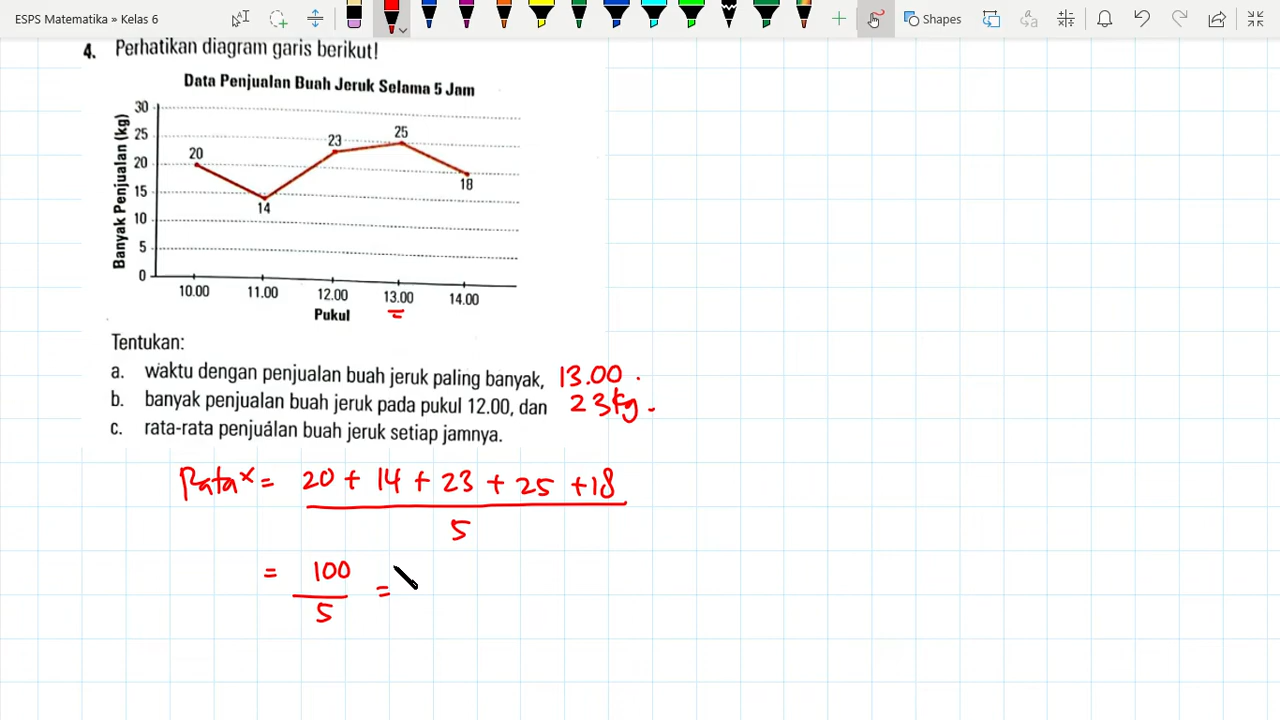 ESPS Matematika » Kelas 6
Shapes
4. Perhatikan diagram garis berikut!
Data Penjualan Buah Jeruk Selama 5 Jam
Banyak Penjualan (kg)
30
25
20
15
10
5
0
20
14
23
25
18
10.00 11.00 12.00 13.00 14.00
Pukul
Tentukan:
a. waktu dengan penjualan buah jeruk paling banyak, 13.00.
b. banyak penjualan buah jeruk pada pukul 12.00, dan 23 kg.
c. rata-rata penjualan buah jeruk setiap jamnya.
Rata² = 20 + 14 + 23 + 25 + 18
5
= 100 =
5